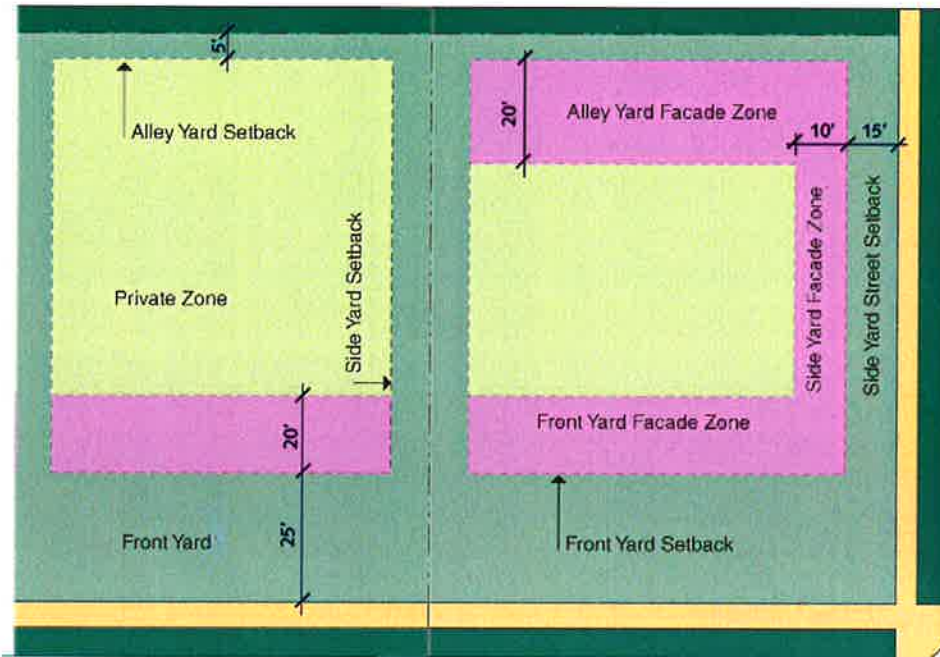 5'
Alley Yard Setback
Side Yard Setback
Private Zone
20'
Front Yard
25'
20'
Alley Yard Facade Zone
10'
15'
Side Yard Facade Zone
Side Yard Street Setback
Front Yard Facade Zone
Front Yard Setback